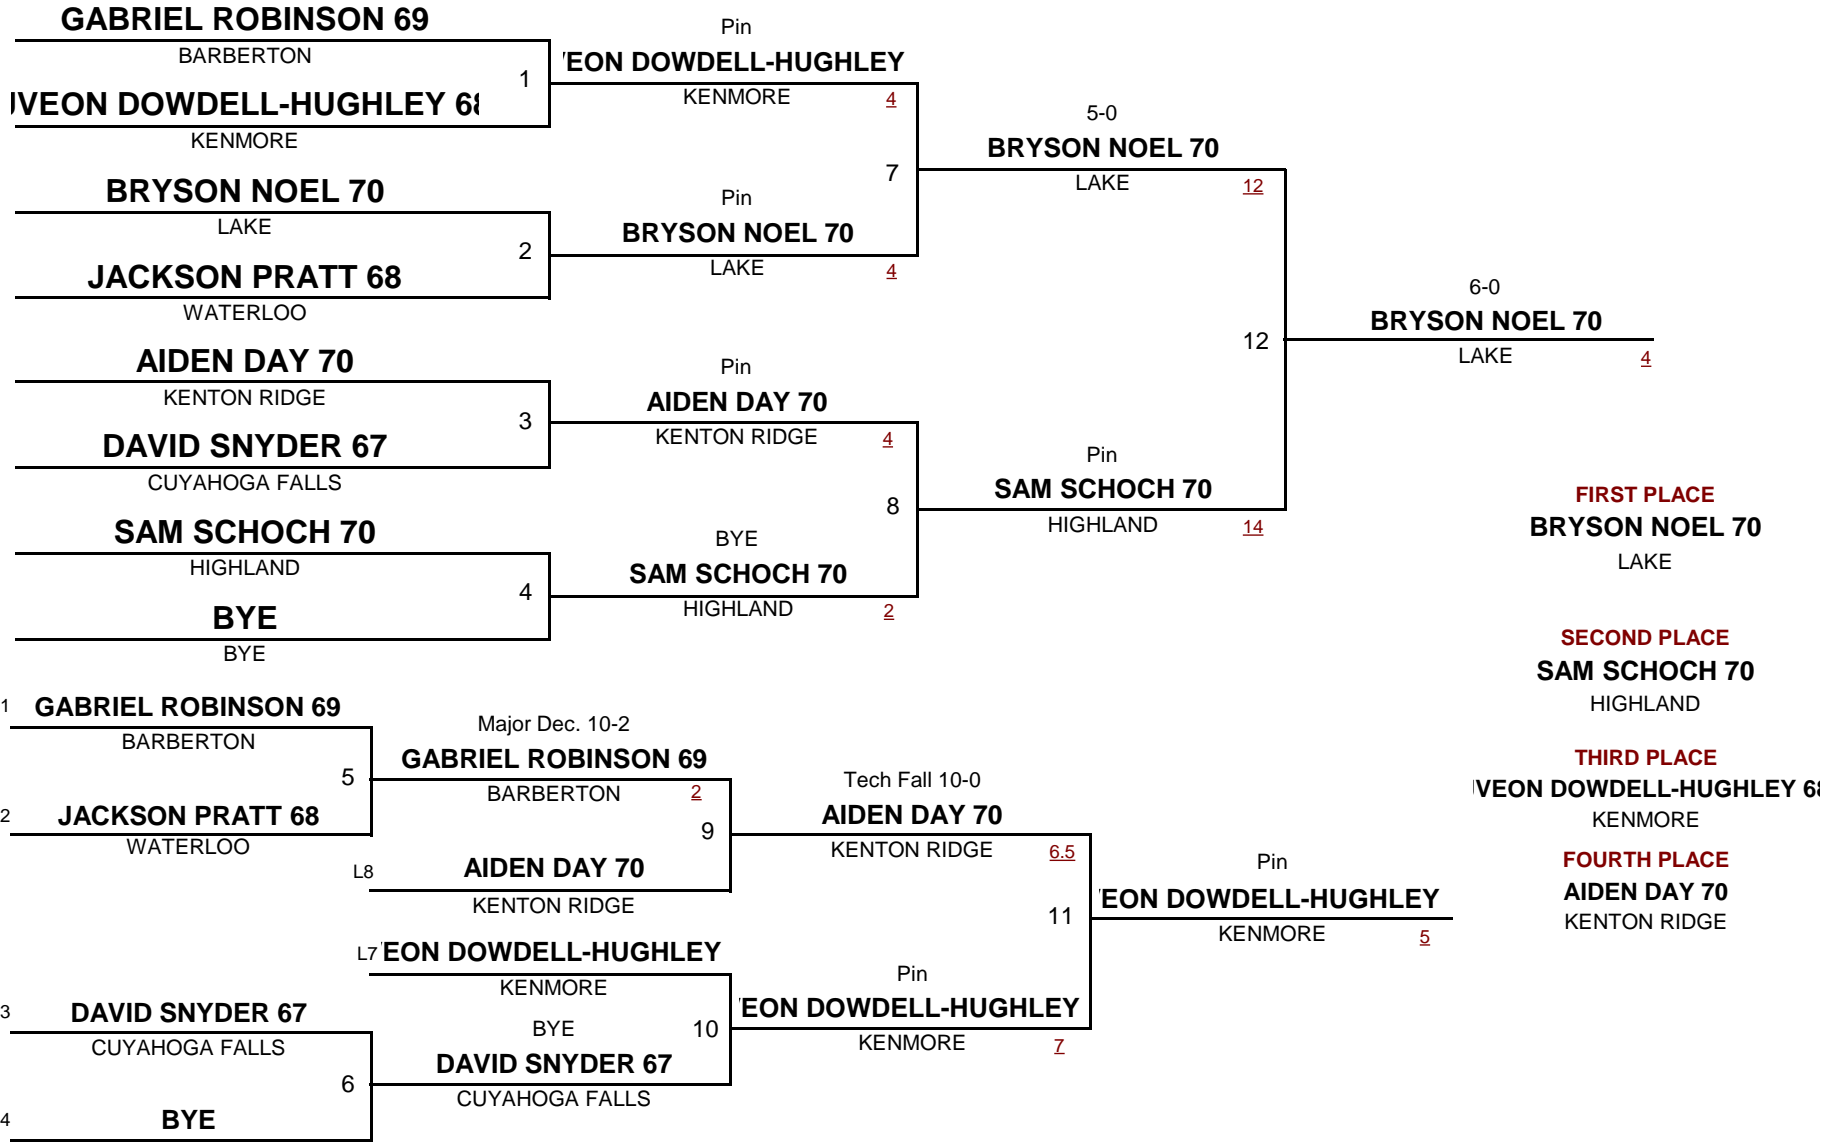 GABRIEL ROBINSON 69
BARBERTON
1
VEON DOWDELL-HUGHLEY 68
KENMORE
BRYSON NOEL 70
LAKE
2
JACKSON PRATT 68
WATERLOO
AIDEN DAY 70
KENTON RIDGE
3
DAVID SNYDER 67
CUYAHOGA FALLS
SAM SCHOCH 70
HIGHLAND
4
BYE
BYE
Pin
EON DOWDELL-HUGHLEY
KENMORE 4
7
Pin
BRYSON NOEL 70
LAKE 4
Pin
AIDEN DAY 70
KENTON RIDGE 4
8
BYE
SAM SCHOCH 70
HIGHLAND 2
5-0
BRYSON NOEL 70
LAKE 12
12
Pin
SAM SCHOCH 70
HIGHLAND 14
6-0
BRYSON NOEL 70
LAKE 4
FIRST PLACE
BRYSON NOEL 70
LAKE
SECOND PLACE
SAM SCHOCH 70
HIGHLAND
THIRD PLACE
VEON DOWDELL-HUGHLEY 68
KENMORE
FOURTH PLACE
AIDEN DAY 70
KENTON RIDGE
1 GABRIEL ROBINSON 69
BARBERTON
5
2 JACKSON PRATT 68
WATERLOO
3 DAVID SNYDER 67
CUYAHOGA FALLS
6
4 BYE
Major Dec. 10-2
GABRIEL ROBINSON 69
BARBERTON 2
9
L8 AIDEN DAY 70
KENTON RIDGE
L7 EON DOWDELL-HUGHLEY
KENMORE
BYE 10
DAVID SNYDER 67
CUYAHOGA FALLS
Tech Fall 10-0
AIDEN DAY 70
KENTON RIDGE 6.5
11
Pin
EON DOWDELL-HUGHLEY
KENMORE 7
Pin
EON DOWDELL-HUGHLEY
KENMORE 5